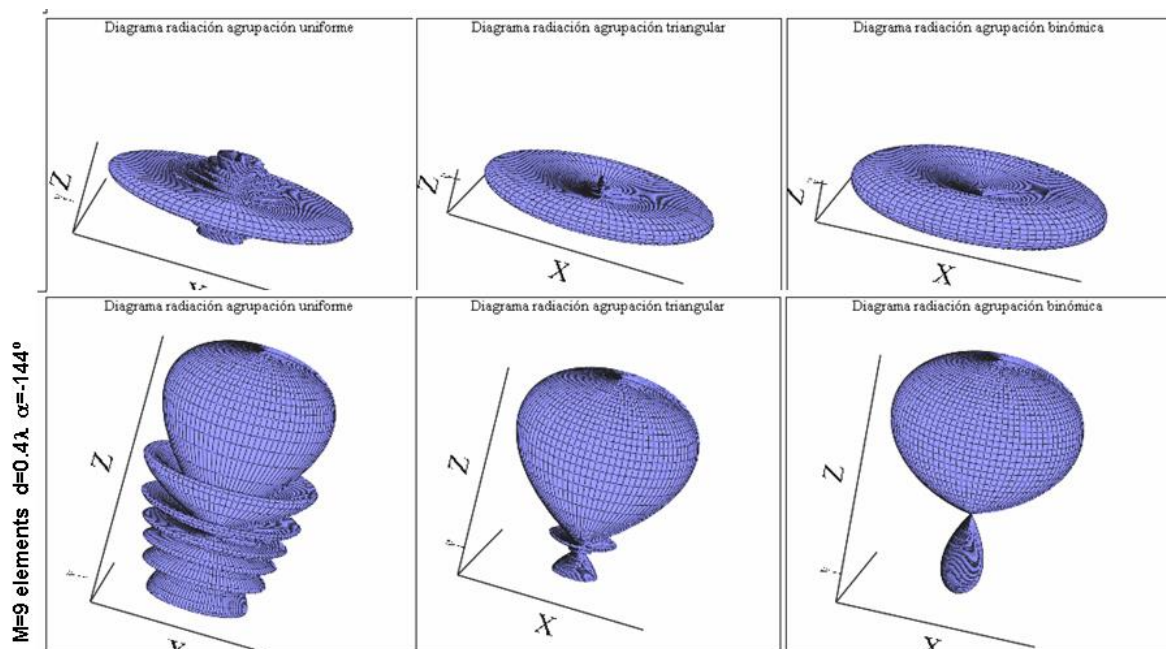 Diagrama radiación agrupación uniforme
Diagrama radiación agrupación triangular
Diagrama radiación agrupación binómica
Z
Z
X
Z
X
M=9 elements d=0.4λ α=-144º
Diagrama radiación agrupación uniforme
Diagrama radiación agrupación triangular
Diagrama radiación agrupación binómica
Z
Z
X
Z